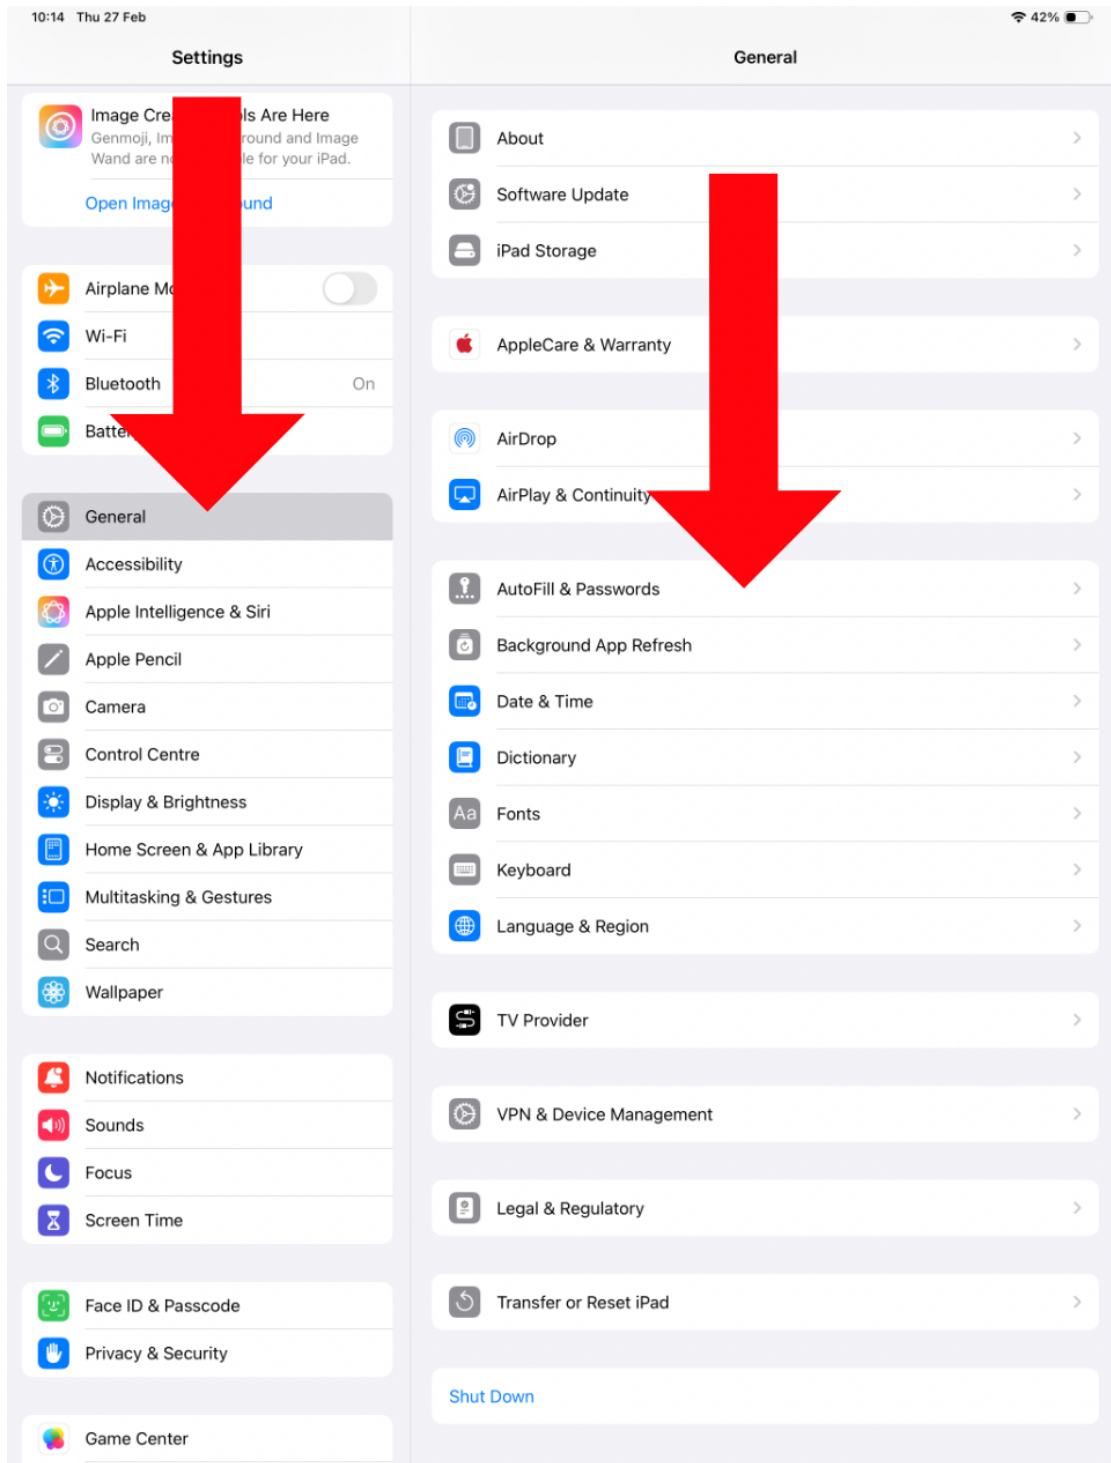 10:14 Thu 27 Feb
42%
Settings
Image Cre ls Are Here
Genmoji, Im round and Image
Wand are n le for your iPad.
Open Imag und
Airplane M
Wi-Fi
Bluetooth On
Batte
General
Accessibility
Apple Intelligence & Siri
Apple Pencil
Camera
Control Centre
Display & Brightness
Home Screen & App Library
Multitasking & Gestures
Search
Wallpaper
Notifications
Sounds
Focus
Screen Time
Face ID & Passcode
Privacy & Security
Game Center
General
About
Software Update
iPad Storage
AppleCare & Warranty
AirDrop
AirPlay & Continuity
AutoFill & Passwords
Background App Refresh
Date & Time
Dictionary
Aa Fonts
Keyboard
Language & Region
TV Provider
VPN & Device Management
Legal & Regulatory
Transfer or Reset iPad
Shut Down